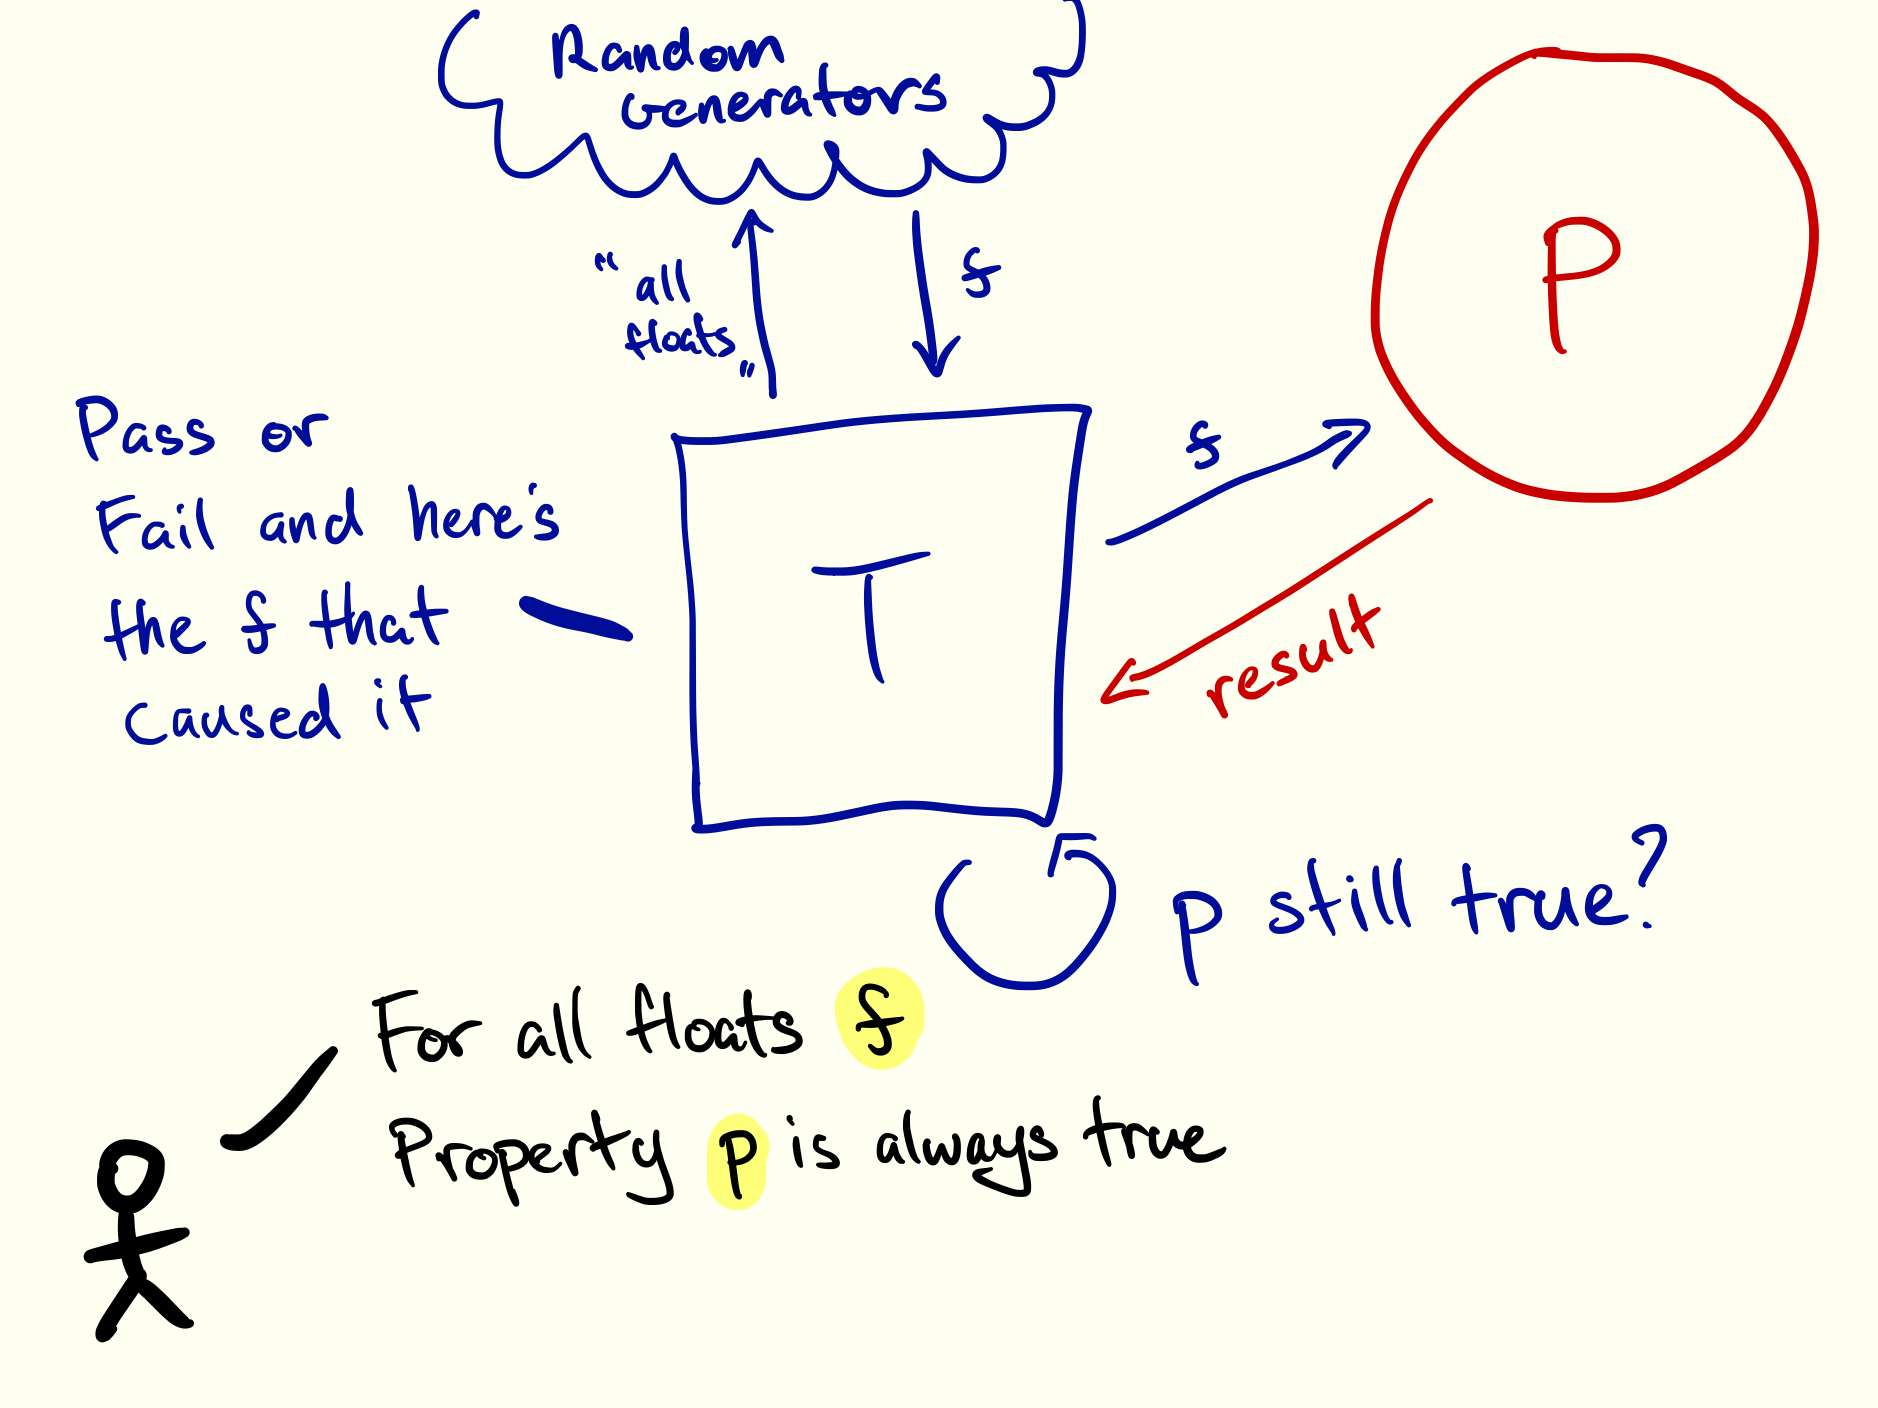 Random
Generators
"all
floats"
f
P
Pass or
Fail and here's
the f that
caused it
f
T
result
p still true?
For all floats f
Property p is always true